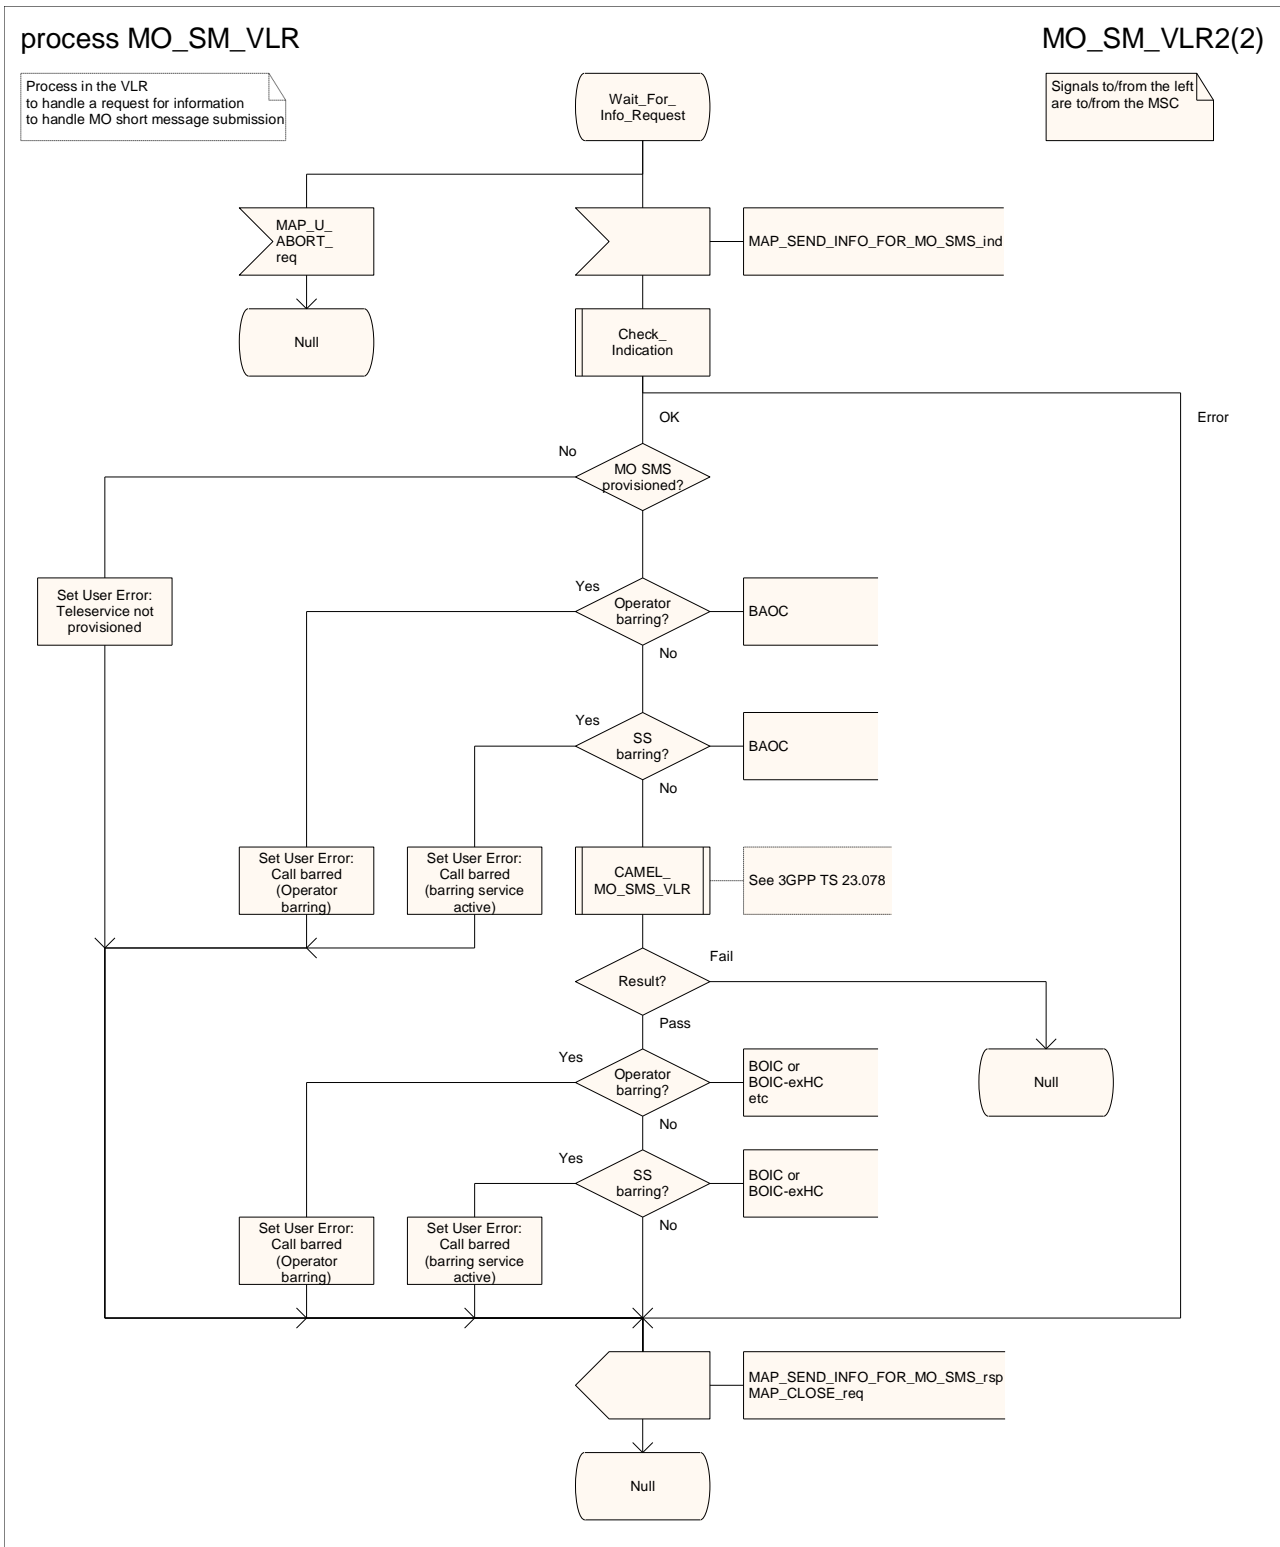 process MO_SM_VLR
MO_SM_VLR2(2)
Process in the VLR
to handle a request for information
to handle MO short message submission
Wait_For_
Info_Request
Signals to/from the left
are to/from the MSC
MAP_U_
ABORT_
req
MAP_SEND_INFO_FOR_MO_SMS_ind
Null
Check_
Indication
OK
Error
No
MO SMS
provisioned?
Set User Error:
Teleservice not
provisioned
Yes
Operator
barring?
BAOC
No
Yes
SS
barring?
BAOC
No
Set User Error:
Call barred
(Operator
barring)
Set User Error:
Call barred
(barring service
active)
CAMEL_
MO_SMS_VLR
See 3GPP TS 23.078
Fail
Result?
Pass
Yes
Operator
barring?
BOIC or
BOIC-exHC
etc
Null
No
Yes
SS
barring?
BOIC or
BOIC-exHC
No
Set User Error:
Call barred
(Operator
barring)
Set User Error:
Call barred
(barring service
active)
MAP_SEND_INFO_FOR_MO_SMS_rsp
MAP_CLOSE_req
Null